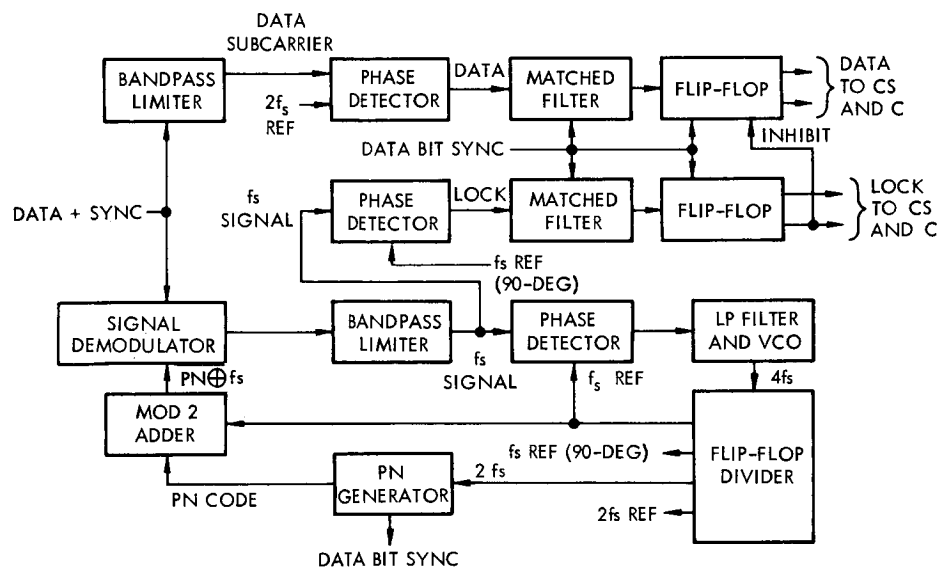 DATA
SUBCARRIER
BANDPASS
LIMITER
2fs
REF
PHASE
DETECTOR
DATA
MATCHED
FILTER
FLIP-FLOP
DATA
TO CS
AND C
INHIBIT
DATA BIT SYNC
fs
SIGNAL
PHASE
DETECTOR
LOCK
MATCHED
FILTER
FLIP-FLOP
LOCK
TO CS
AND C
DATA + SYNC
fs REF
(90-DEG)
SIGNAL
DEMODULATOR
BANDPASS
LIMITER
fs
SIGNAL
PHASE
DETECTOR
LP FILTER
AND VCO
PN⊕fs
fs REF
4fs
MOD 2
ADDER
fs REF (90-DEG)
FLIP-FLOP
DIVIDER
PN CODE
PN
GENERATOR
2 fs
2fs REF
DATA BIT SYNC